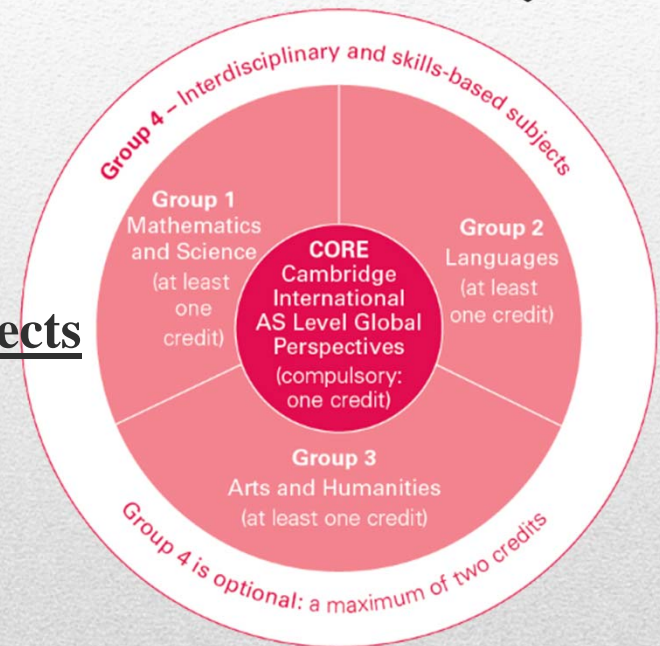 Group 4 – Interdisciplinary and skills-based subjects
Group 1
Mathematics
and Science
(at least
one
credit)
Group 2
Languages
(at least
one credit)
CORE
Cambridge
International
AS Level Global
Perspectives
(compulsory:
one credit)
ects
Group 3
Arts and Humanities
(at least one credit)
Group 4 is optional: a maximum of two credits